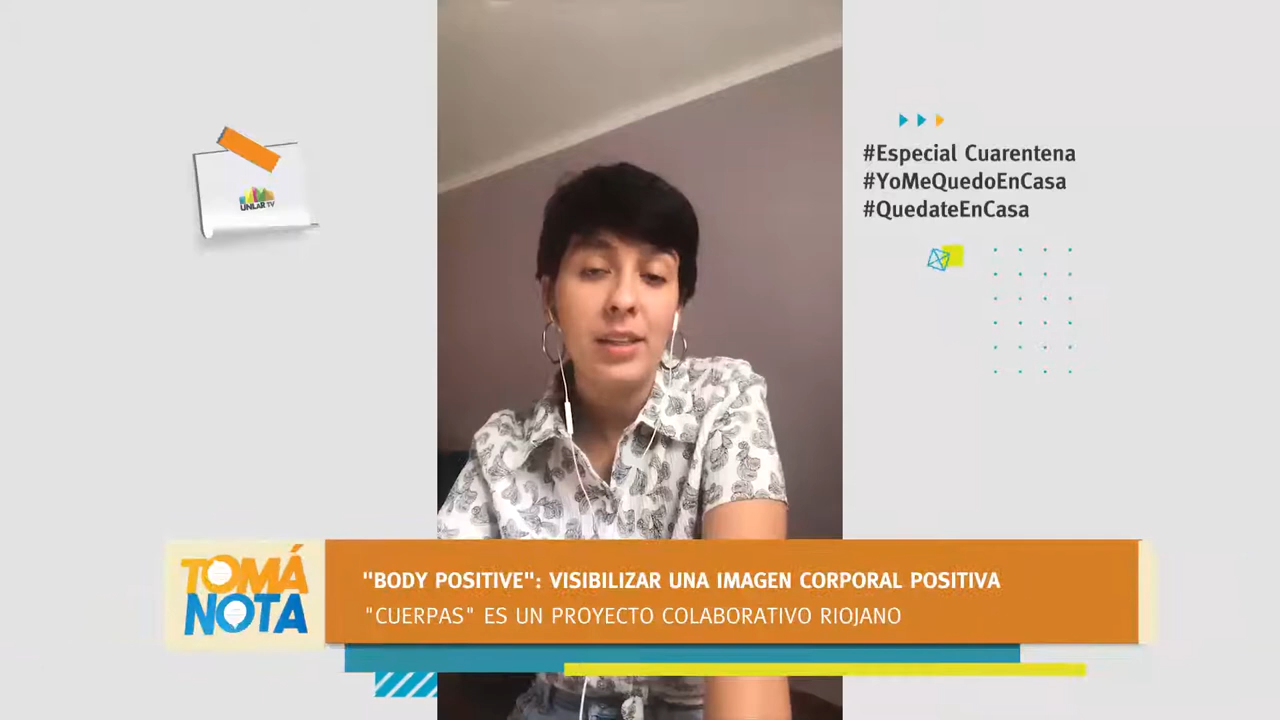 UNLAR TV
#Especial Cuarentena
#YoMeQuedoEnCasa
#QuedateEnCasa
TOMÁ
NOTA
"BODY POSITIVE": VISIBILIZAR UNA IMAGEN CORPORAL POSITIVA
"CUERPAS" ES UN PROYECTO COLABORATIVO RIOJANO